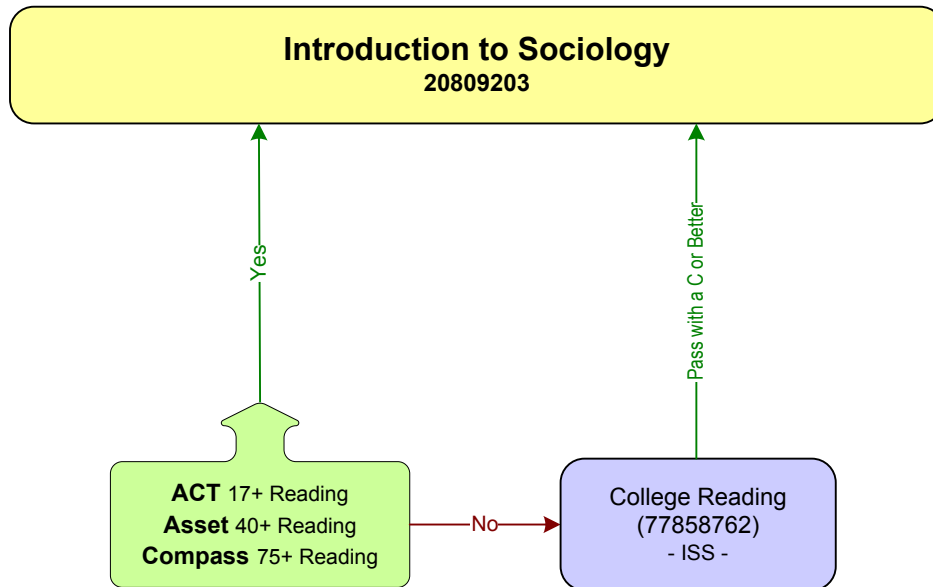 Introduction to Sociology
20809203
Yes
Pass with a C or Better
ACT 17+ Reading
Asset 40+ Reading
Compass 75+ Reading
No
College Reading
(77858762)
- ISS -